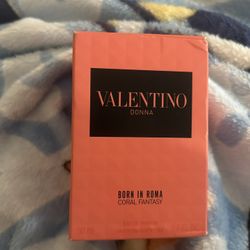 VALENTINO
DONNA
BORN IN ROMA
CORAL FANTASY